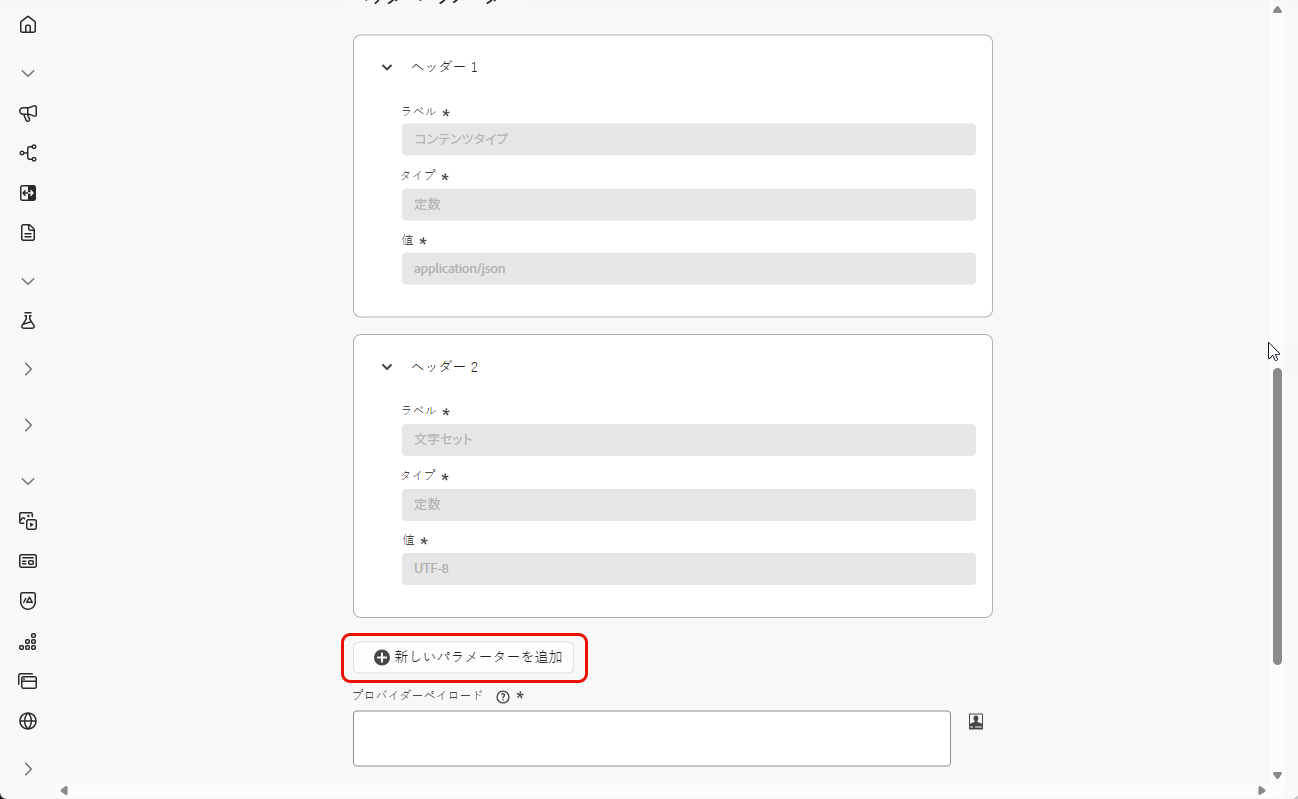 ヘッダー 1
ラベル *
コンテンツタイプ
タイプ *
定数
値 *
application/json
ヘッダー 2
ラベル *
文字セット
タイプ *
定数
値 *
UTF-8
新しいパラメーターを追加
プロバイダーペイロード ? *